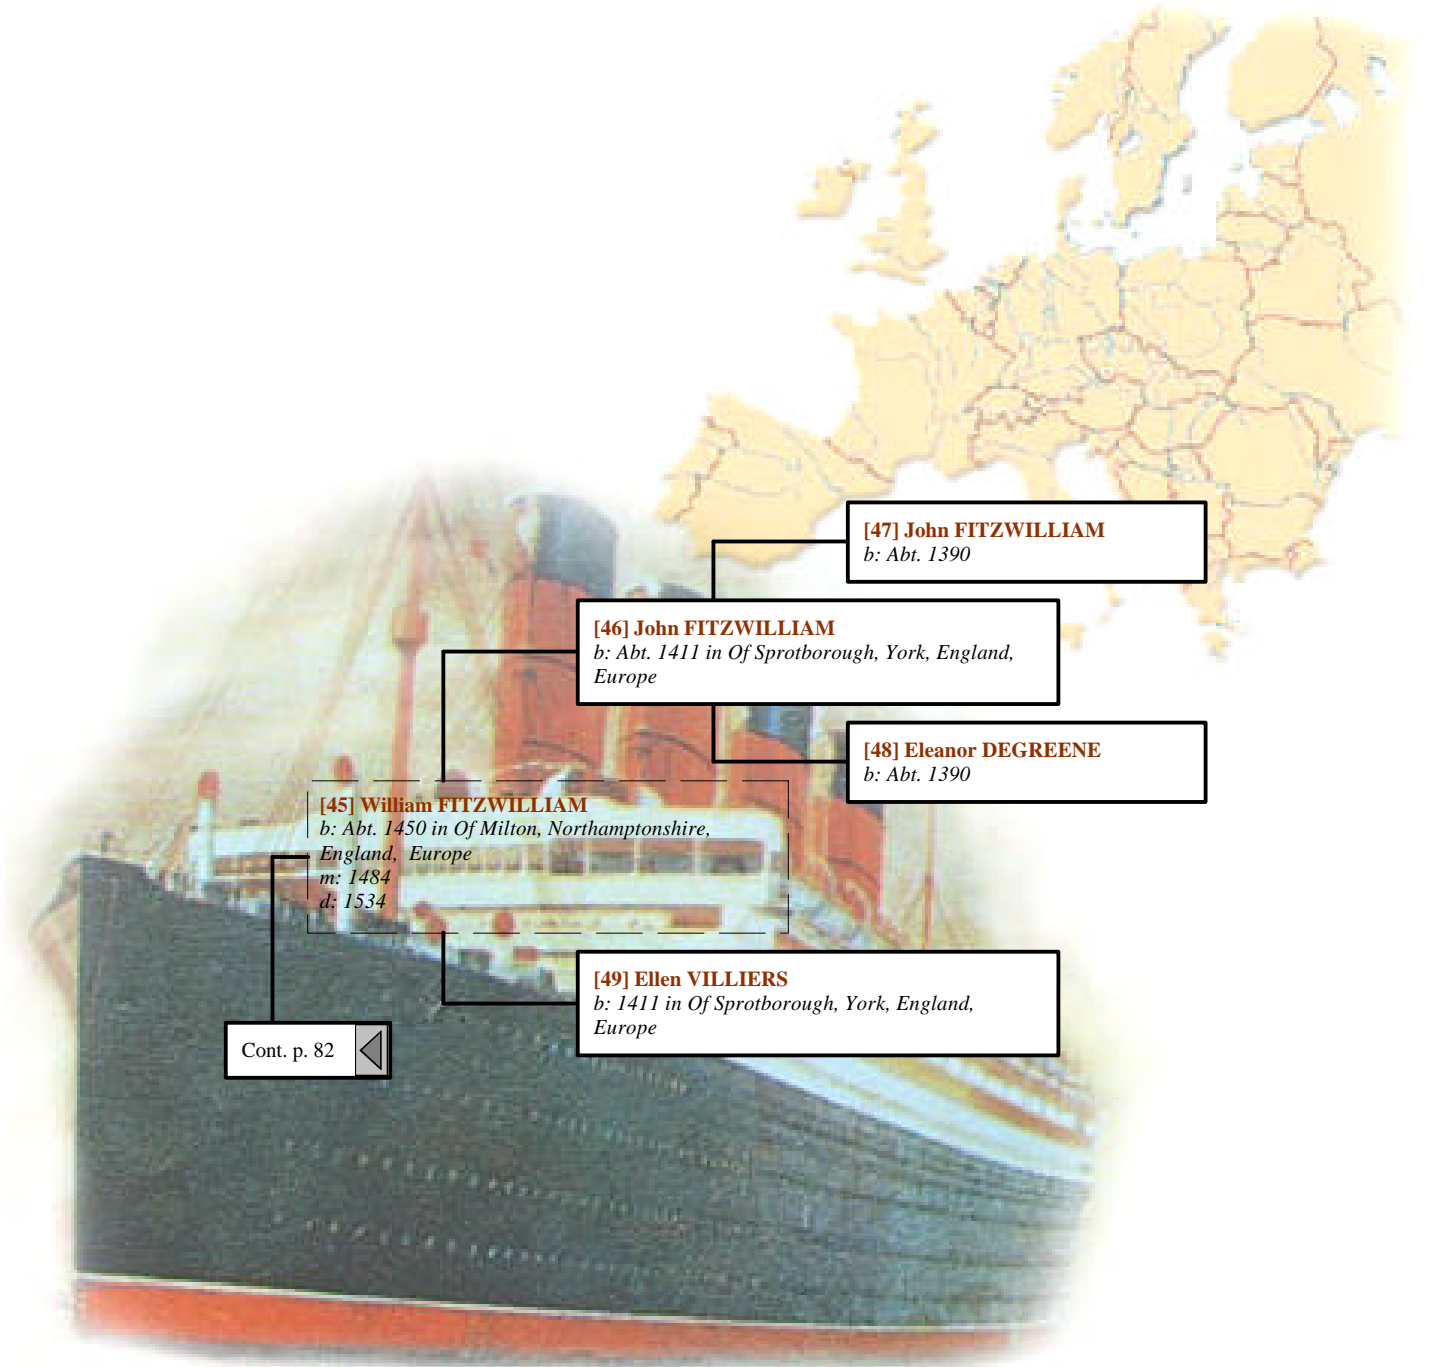 [47] John FITZWILLIAM
b: Abt. 1390
[46] John FITZWILLIAM
b: Abt. 1411 in Of Sprotborough, York, England,
Europe
[48] Eleanor DEGREENE
b: Abt. 1390
[45] William FITZWILLIAM
b: Abt. 1450 in Of Milton, Northamptonshire,
England, Europe
m: 1484
d: 1534
[49] Ellen VILLIERS
b: 1411 in Of Sprotborough, York, England,
Europe
Cont. p. 82